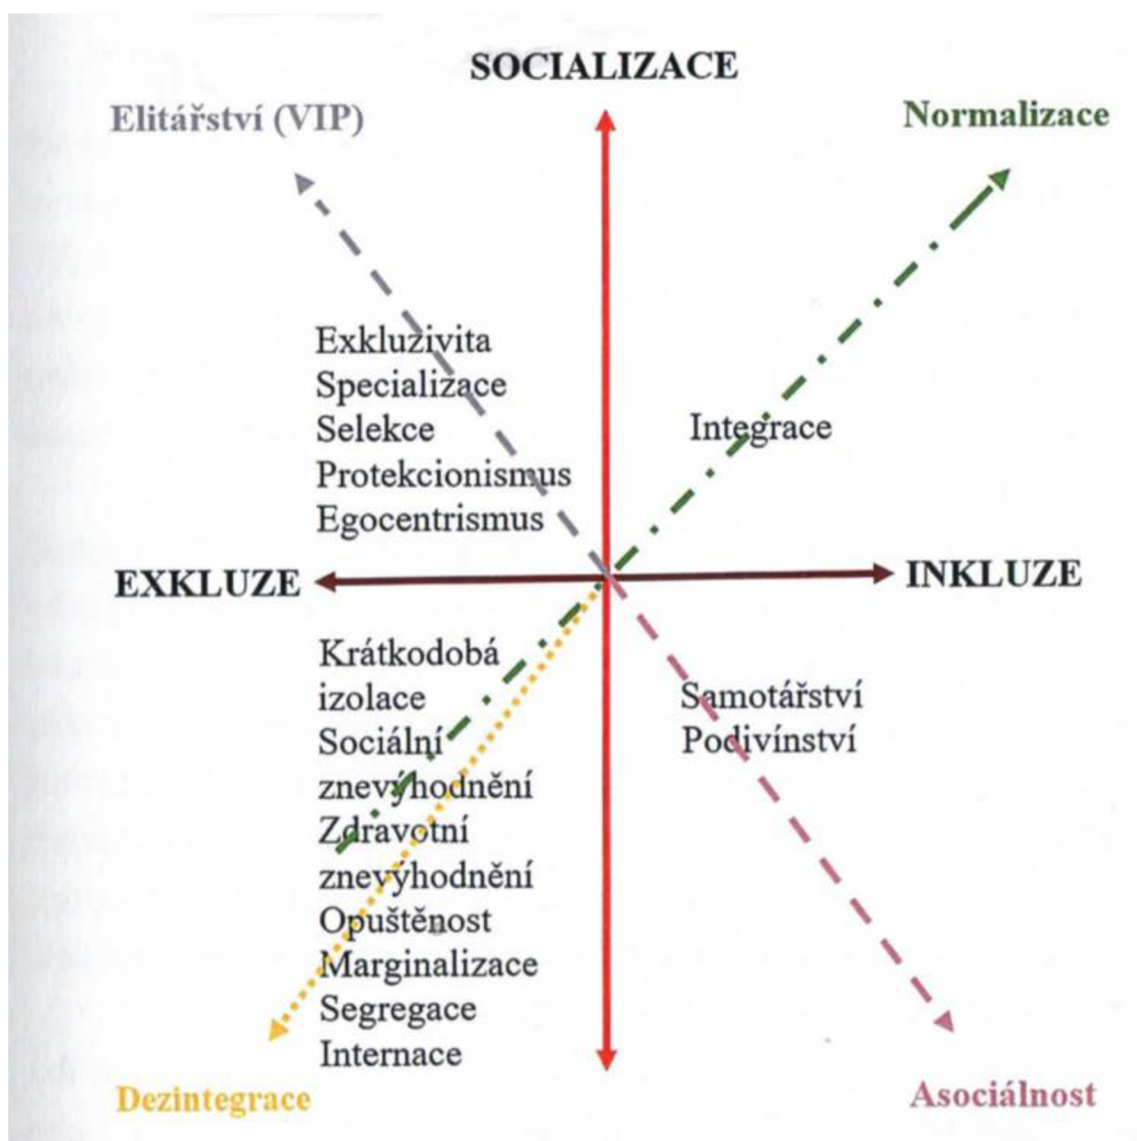 SOCIALIZACE
Elitářství (VIP)
Normalizace
Exkluzivita
Specializace
Selekce
Protekcionismus
Egocentrismus
Integrace
EXKLUZE
INKLUZE
Krátkodobá
izolace
Sociální
znevýhodnění
Zdravotní
znevýhodnění
Opuštěnost
Marginalizace
Segregace
Internace
Samotářství
Podivínství
Dezintegrace
Asociálnost